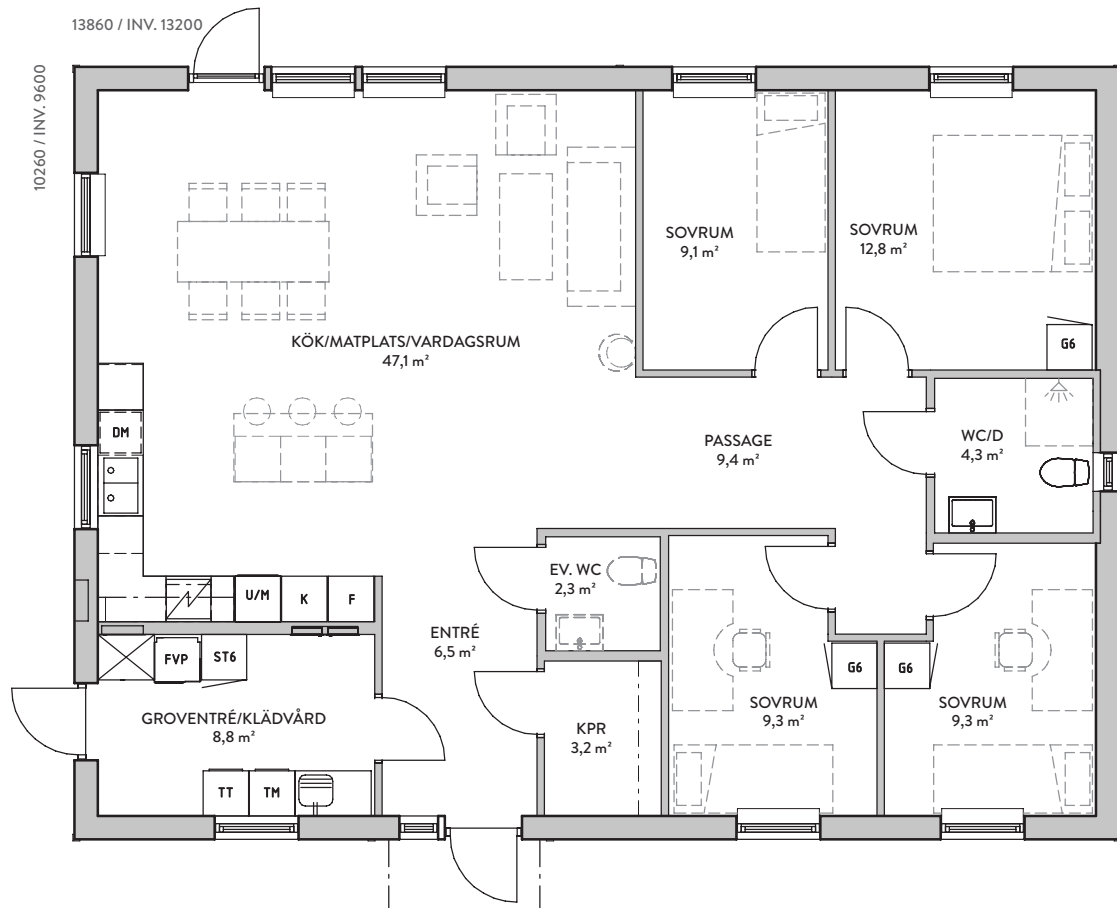 13860 / INV. 13200
10260 / INV. 9600
SOVRUM
9,1 m²
SOVRUM
12,8 m²
KÖK/MATPLATS/VARDAGSRUM
47,1 m²
G6
DM
PASSAGE
9,4 m²
WC/D
4,3 m²
EV. WC
2,3 m²
U/M
K
F
ENTRÉ
6,5 m²
FVP
ST6
G6
G6
GROVENTRÉ/KLÄDVÅRD
8,8 m²
KPR
3,2 m²
SOVRUM
9,3 m²
SOVRUM
9,3 m²
TT
TM